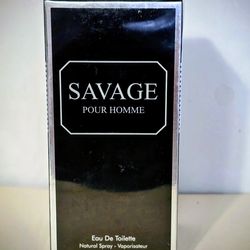 SAVAGE
POUR HOMME
Eau De Toilette
Natural Spray - Vaporisateur